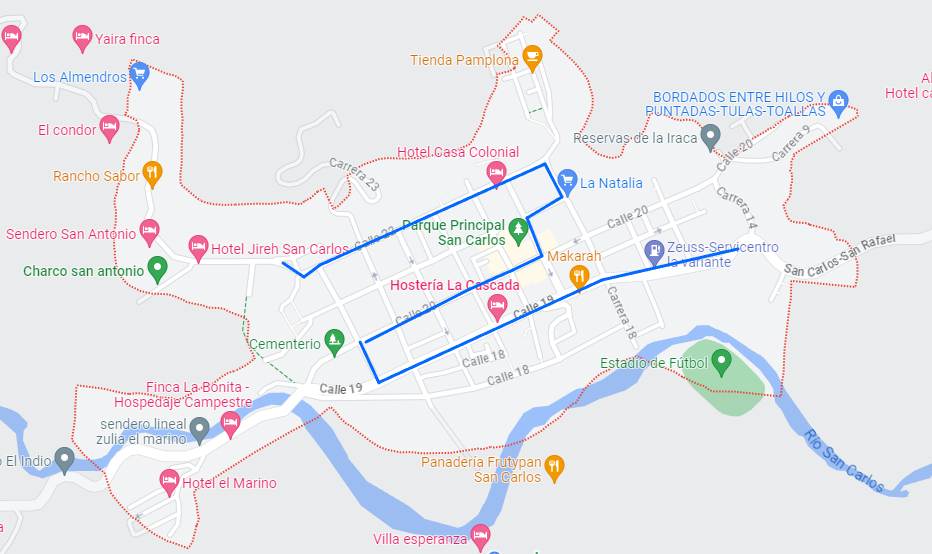 Yaira finca
Tienda Pamplona
Los Almendros
BORDADOS ENTRE HILOS Y
PUNTADAS-TULAS-TOALLAS
Hotel ca
El condor
Reservas de la Iraca
Calle 20
Carrera 9
Hotel Casa Colonial
Carrera 23
Rancho Sabor
La Natalia
Carrera 14
Calle 20
Parque Principal
San Carlos
Sendero San Antonio
Hotel Jireh San Carlos
Calle 22
Zeuss-Servicentro
la variante
San Carlos-San Rafael
Makarah
Charco san antonio
Hostería La Cascada
Calle 20
Calle 19
Carrera 18
Cementerio
Calle 18
Calle 18
Estadio de Fútbol
Calle 19
Finca La Bonita -
Hospedaje Campestre
sendero lineal
zulia el marino
Río San Carlos
o El Indio
Panadería Frutypan
San Carlos
Hotel el Marino
Villa esperanza